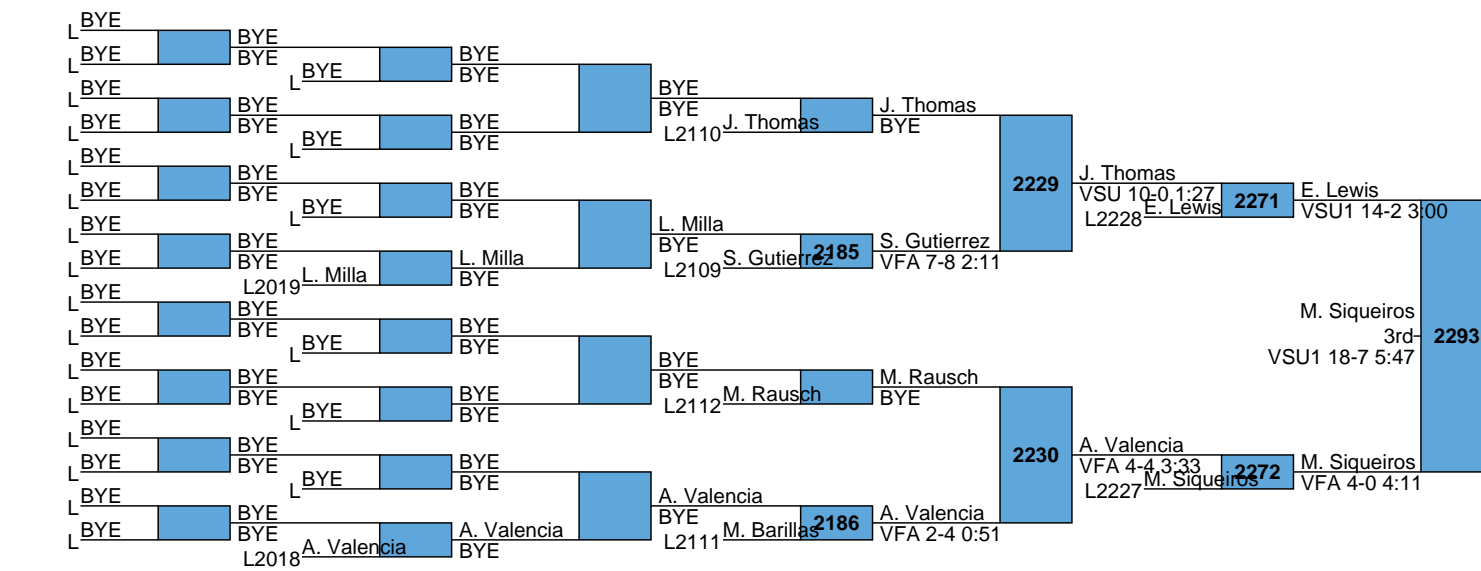 BYE
L
BYE
L
BYE
BYE
BYE
L
BYE
L
BYE
BYE
BYE
L
BYE
L
BYE
BYE
BYE
L
BYE
L
BYE
BYE
BYE
L
BYE
L
BYE
BYE
BYE
L
BYE
L
BYE
BYE
BYE
L
BYE
L
BYE
BYE
BYE
L
BYE
L
BYE
BYE
BYE
L
BYE
BYE
BYE
L
BYE
BYE
BYE
L
BYE
BYE
L. Milla
L2019
L. Milla
BYE
BYE
L
BYE
BYE
BYE
L
BYE
BYE
BYE
L
BYE
BYE
A. Valencia
L2018
A. Valencia
BYE
BYE
BYE
J. Thomas
L2110
J. Thomas
BYE
L. Milla
BYE
S. Gutierrez
L2109
2185
S. Gutierrez
VFA 7-8 2:11
BYE
BYE
M. Rausch
L2112
M. Rausch
BYE
A. Valencia
BYE
M. Barillas
L2111
2186
A. Valencia
VFA 2-4 0:51
2229
J. Thomas
VSU 10-0 1:27
E. Lewis
L2228
2271
E. Lewis
VSU1 14-2 3:00
2230
A. Valencia
VFA 4-4 3:33
M. Siqueiros
L2227
2272
M. Siqueiros
VFA 4-0 4:11
M. Siqueiros
3rd
VSU1 18-7 5:47
2293